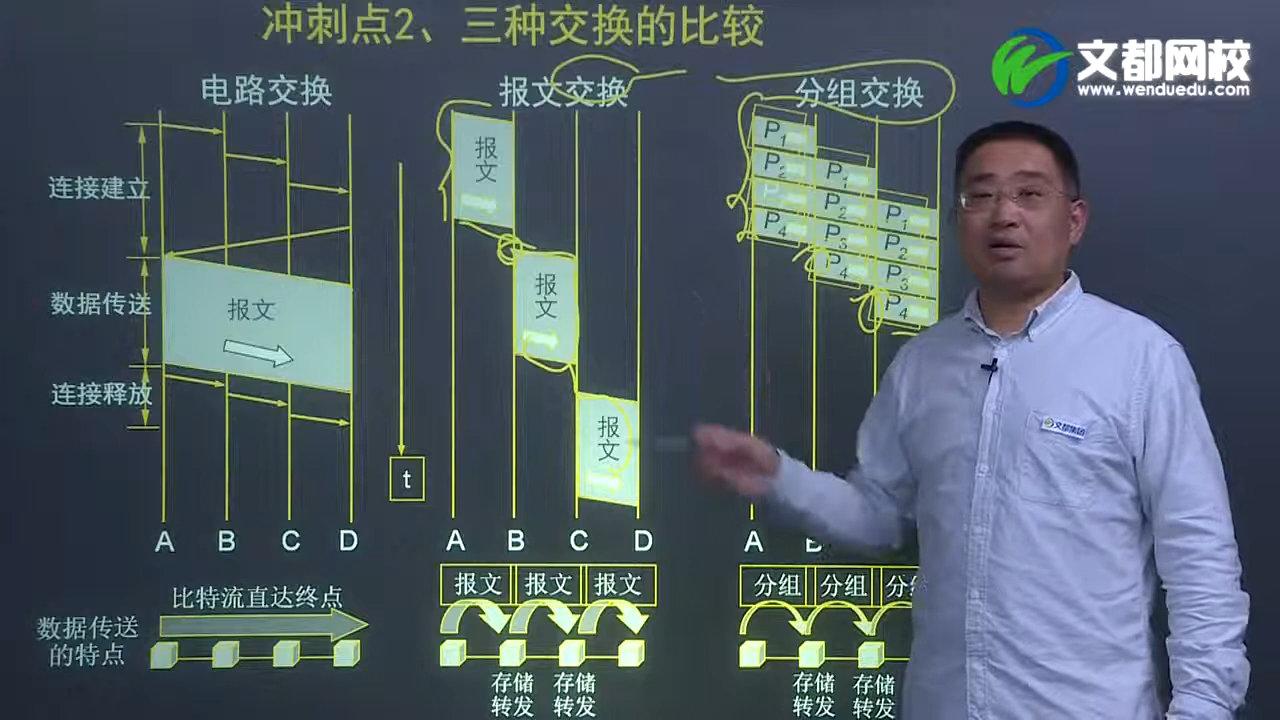 冲刺点2、三种交换的比较
文都网校
www.wenduedu.com
电路交换
报文交换
分组交换
连接建立
数据传送
连接释放
报文
t
报文
报文
报文
P1
P2
P4
P1
P2
P3
P4
P1
P2
P3
P4
文都集团
A B C D
A B C D
A B
比特流直达终点
数据传送
的特点
报文 报文 报文
存储
转发
存储
转发
分组 分组
存储
转发
存储
转发